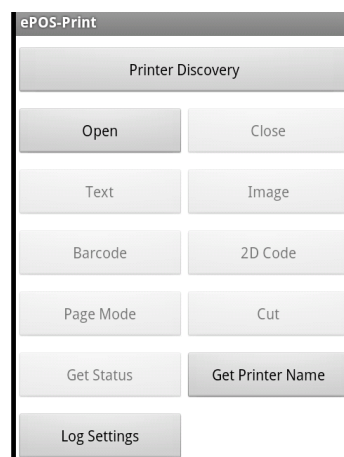 ePOS-Print
Printer Discovery
Open Close
Text Image
Barcode 2D Code
Page Mode Cut
Get Status Get Printer Name
Log Settings